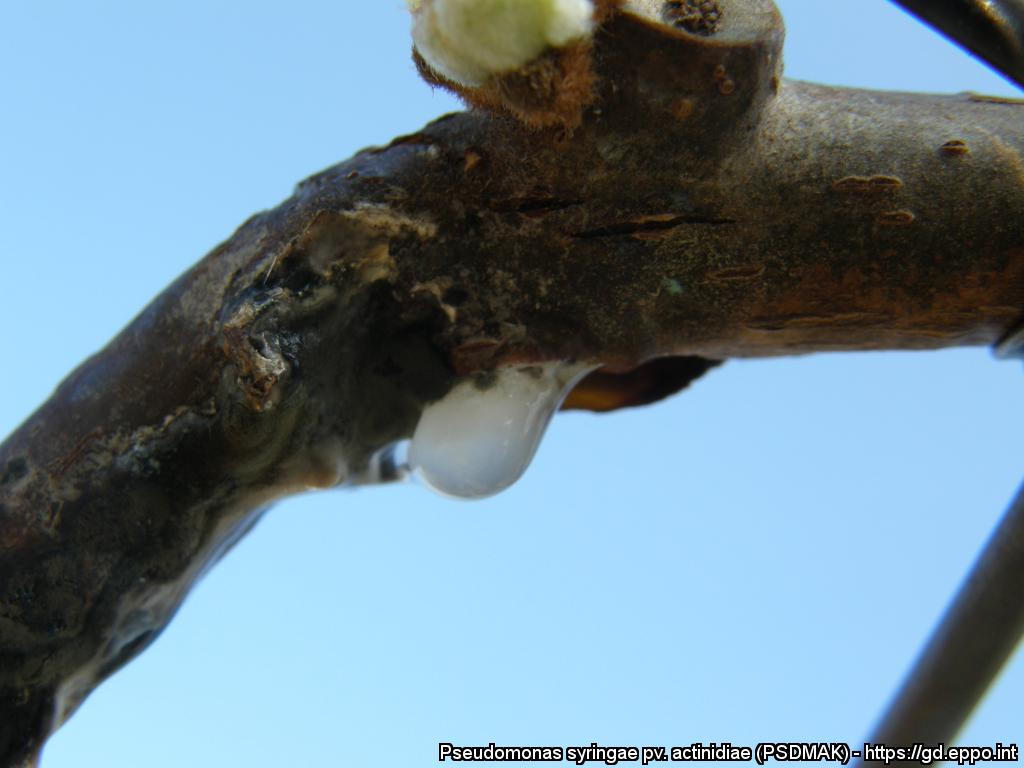 Pseudomonas syringae pv. actinidiae (PSDMAK) - https://gd.eppo.int